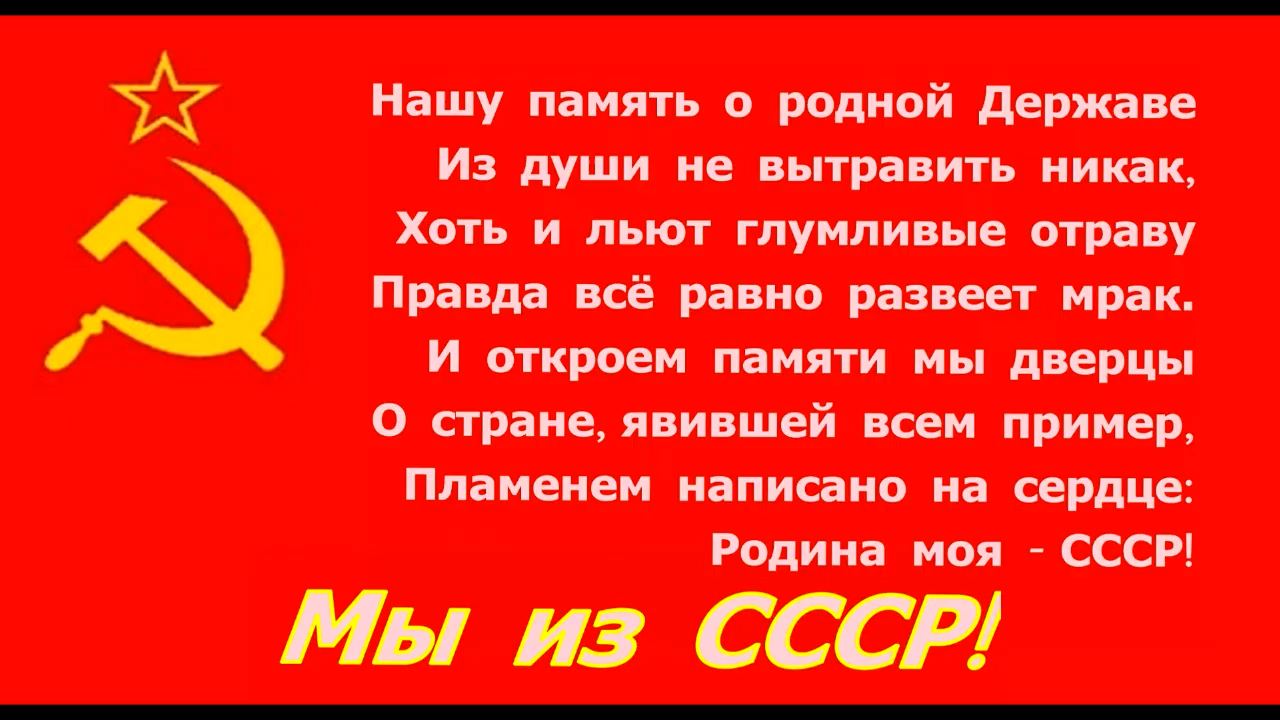 Нашу память о родной Державе
Из души не вытравить никак,
Хоть и льют глумливые отраву
Правда всё равно развеет мрак.
И откроем памяти мы дверцы
О стране, явившей всем пример,
Пламенем написано на сердце:
Родина моя - СССР!
Мы из СССР!